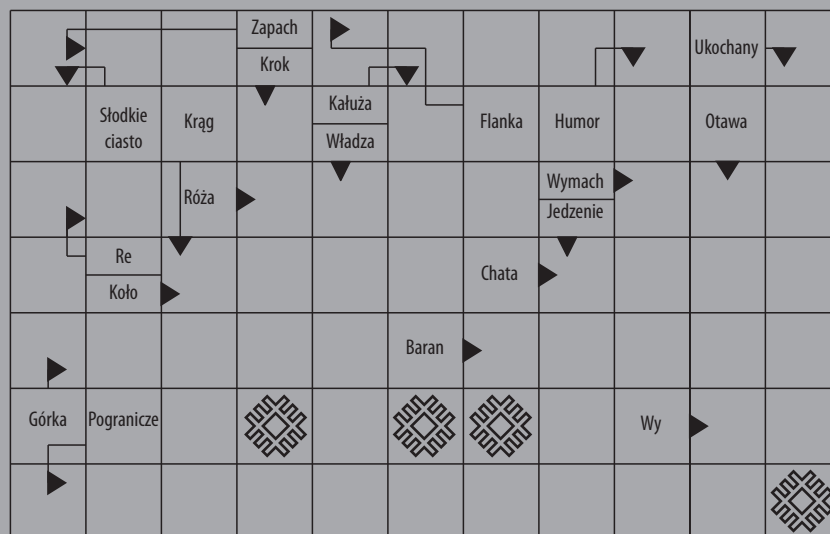 Zapach
Krok
Ukochany
Słodkie
ciasto
Krąg
Kałuża
Władza
Flanka
Humor
Otawa
Róża
Wymach
Jedzenie
Re
Koło
Chata
Baran
Górka
Pogranicze
Wy